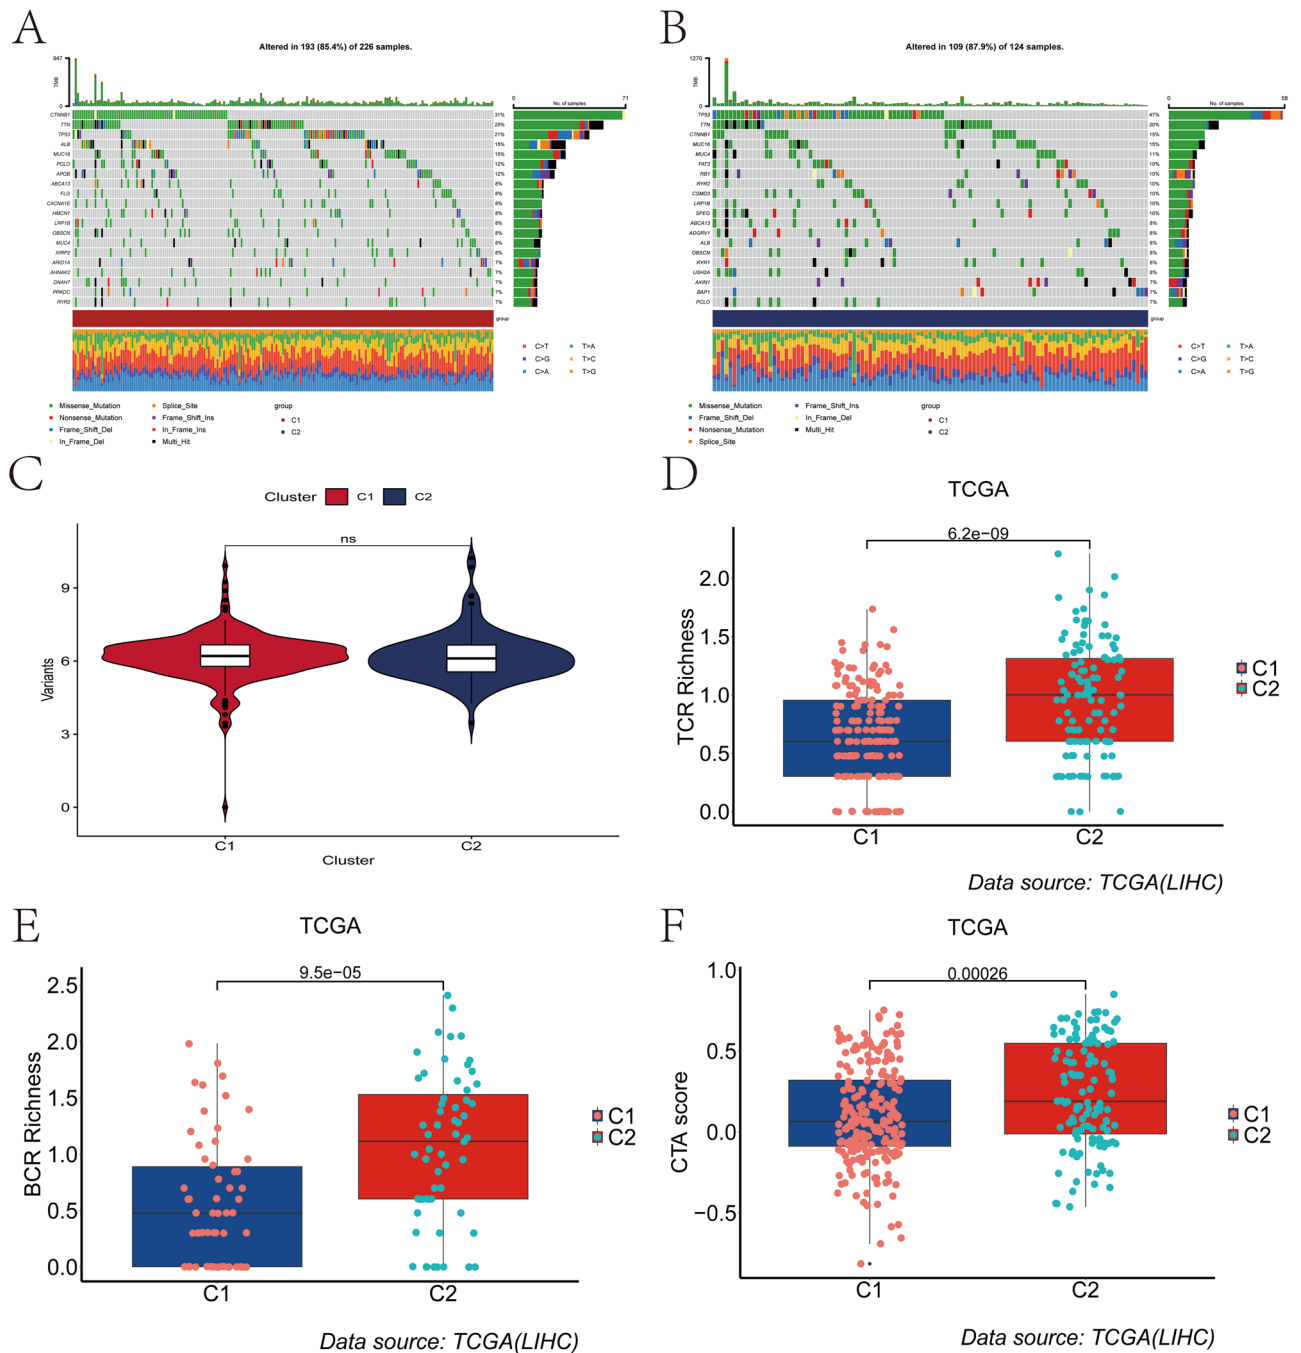 A
Altered in 193 (85.4%) of 226 samples.
947
TMB
0
0
No. of samples
71
CTNNB1 31%
TTN 25%
TP53 21%
ALB 15%
MUC16 15%
PCLO 12%
APOB 12%
ABCA13 8%
FLG 8%
CACNA1E 8%
HMCN1 8%
LRP1B 8%
OBSCN 8%
MUC4 8%
XIRP2 8%
ARID1A 7%
AHNAK2 7%
DNAH7 7%
PRKDC 7%
RYR2 7%
group
C>T T>A
C>G T>C
C>A T>G
Missense_Mutation Splice_Site group
Nonsense_Mutation Frame_Shift_Ins C1
Frame_Shift_Del In_Frame_Ins C2
In_Frame_Del Multi_Hit
B
Altered in 109 (87.9%) of 124 samples.
1270
TMB
0
0
No. of samples
58
TP53 47%
TTN 20%
CTNNB1 15%
MUC16 15%
MUC4 11%
FAT3 10%
RB1 10%
RYR2 10%
CSMD3 10%
LRP1B 10%
SPEG 10%
ABCA13 8%
ADGRV1 8%
ALB 8%
OBSCN 8%
RYR1 8%
USH2A 8%
AXIN1 7%
BAP1 7%
PCLO 7%
group
C>T T>A
C>G T>C
C>A T>G
Missense_Mutation Frame_Shift_Ins group
Frame_Shift_Del In_Frame_Del C1
Nonsense_Mutation Multi_Hit C2
Splice_Site
C
Cluster C1 C2
ns
9
6
3
0
Variants
C1 C2
Cluster
D
TCGA
6.2e−09
2.0
1.5
1.0
0.5
0.0
TCR Richness
C1 C2
C1
C2
Data source: TCGA(LIHC)
E
TCGA
9.5e−05
2.5
2.0
1.5
1.0
0.5
0.0
BCR Richness
C1 C2
C1
C2
Data source: TCGA(LIHC)
F
TCGA
0.00026
1.0
0.5
0.0
−0.5
CTA score
C1 C2
C1
C2
Data source: TCGA(LIHC)